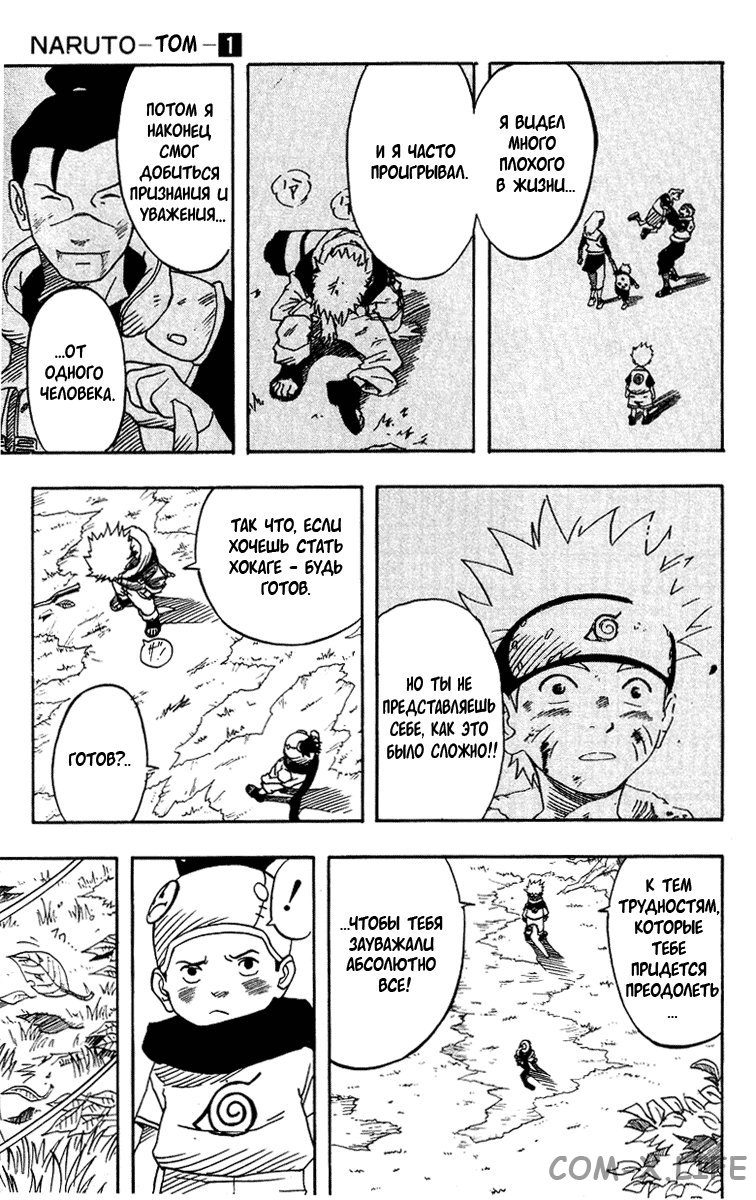 NARUTO-ТОМ-1
Я ВИДЕЛ
МНОГО
ПЛОХОГО
В ЖИЗНИ...
И Я ЧАСТО
ПРОИГРЫВАЛ.
ПОТОМ Я
НАКОНЕЦ
СМОГ
ДОБИТЬСЯ
ПРИЗНАНИЯ И
УВАЖЕНИЯ...
...ОТ
ОДНОГО
ЧЕЛОВЕКА.
НО ТЫ НЕ
ПРЕДСТАВЛЯЕШЬ
СЕБЕ, КАК ЭТО
БЫЛО СЛОЖНО!!
ТАК ЧТО, ЕСЛИ
ХОЧЕШЬ СТАТЬ
ХОКАГЕ - БУДЬ
ГОТОВ.
ГОТОВ?..
К ТЕМ
ТРУДНОСТЯМ,
КОТОРЫЕ
ТЕБЕ
ПРИДЕТСЯ
ПРЕОДОЛЕТЬ
...
...ЧТОБЫ ТЕБЯ
ЗАУВАЖАЛИ
АБСОЛЮТНО
ВСЕ!
!
COM-X.LIFE